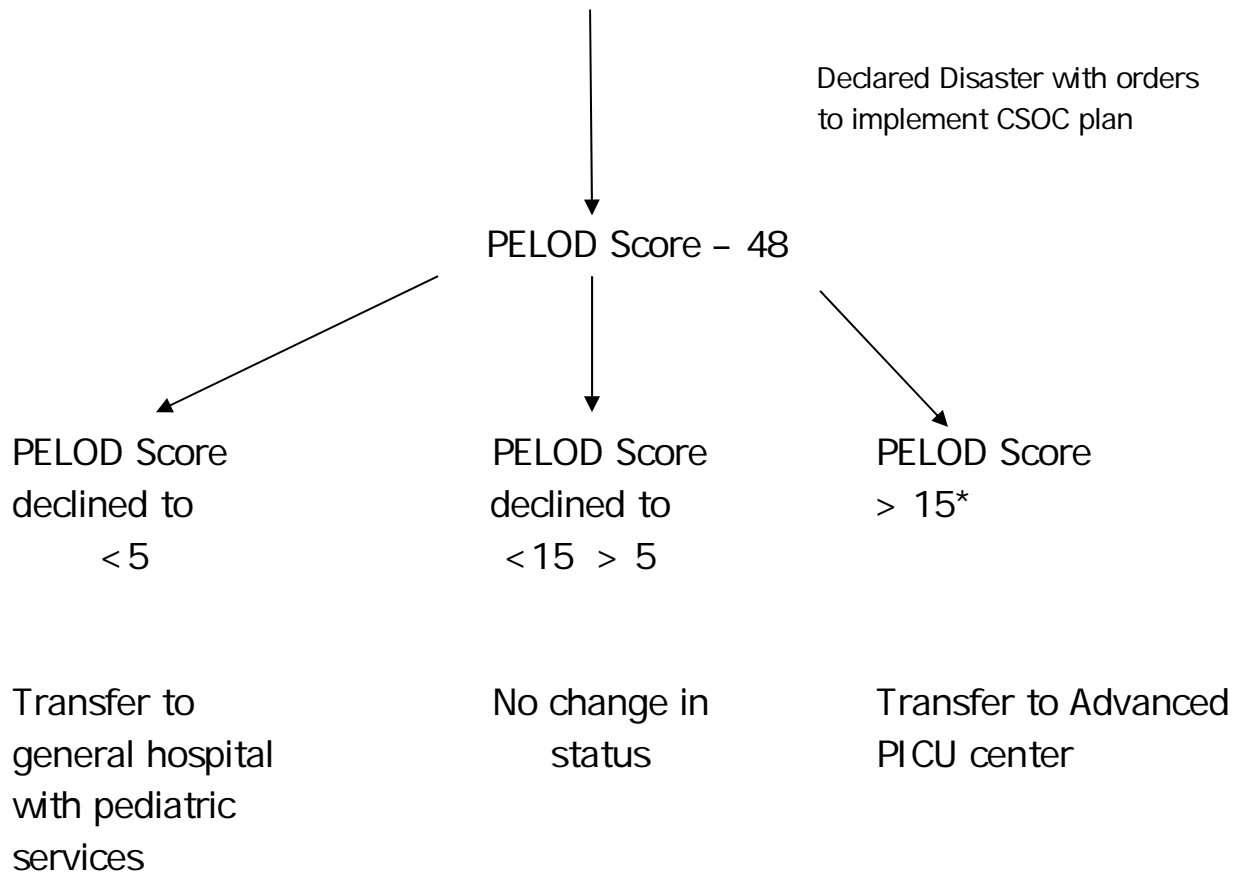 Declared Disaster with orders
to implement CSOC plan
PELOD Score – 48
PELOD Score
declined to
<5
PELOD Score
declined to
<15 > 5
PELOD Score
> 15*
Transfer to
general hospital
with pediatric
services
No change in
status
Transfer to Advanced
PICU center